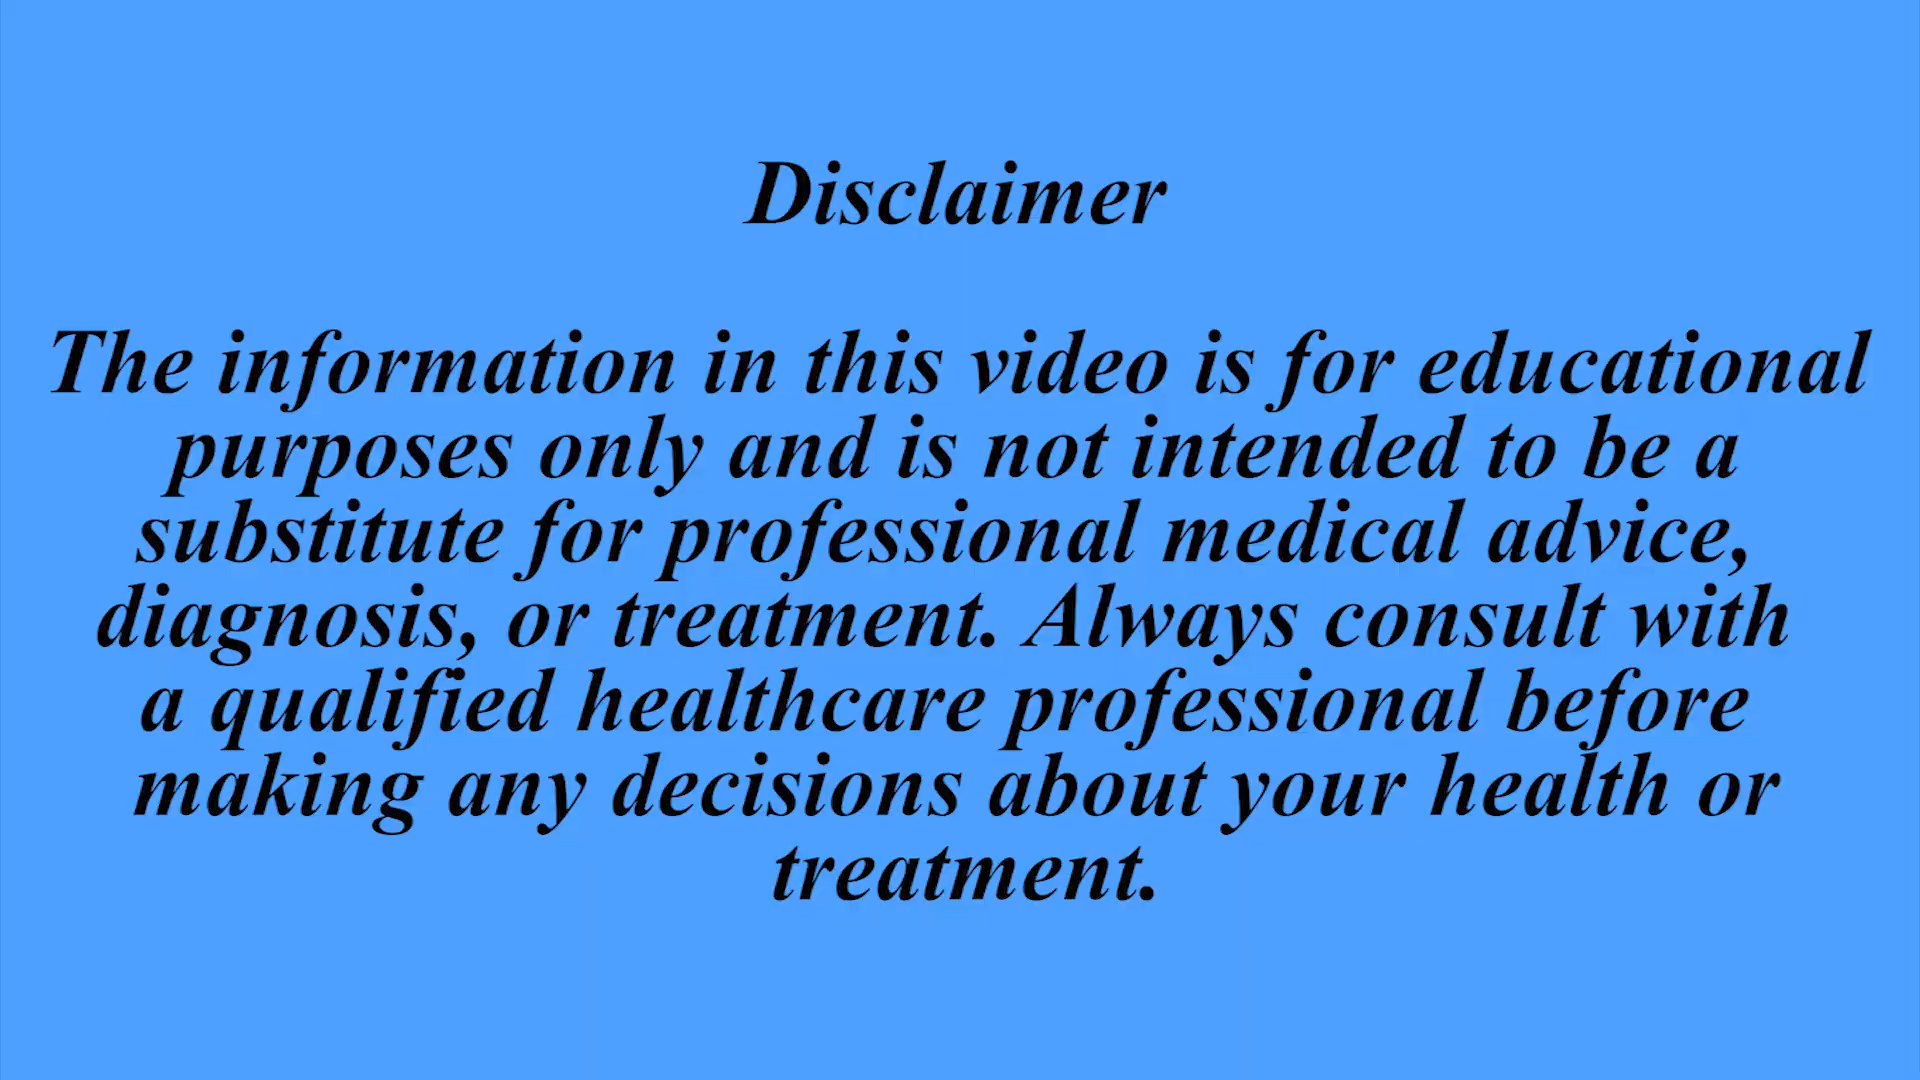 Disclaimer
The information in this video is for educational
purposes only and is not intended to be a
substitute for professional medical advice,
diagnosis, or treatment. Always consult with
a qualified healthcare professional before
making any decisions about your health or
treatment.